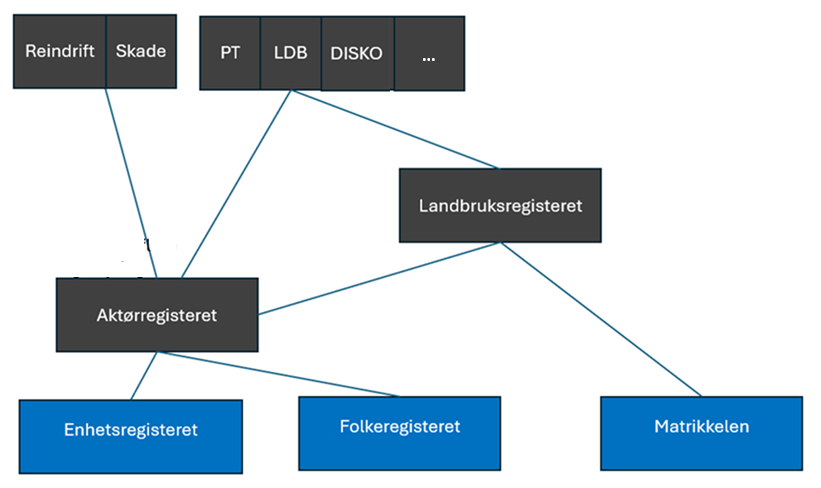 Reindrift Skade PT LDB DISKO ...
Landbruksregisteret
Aktørregisteret
Enhetsregisteret Folkeregisteret Matrikkelen